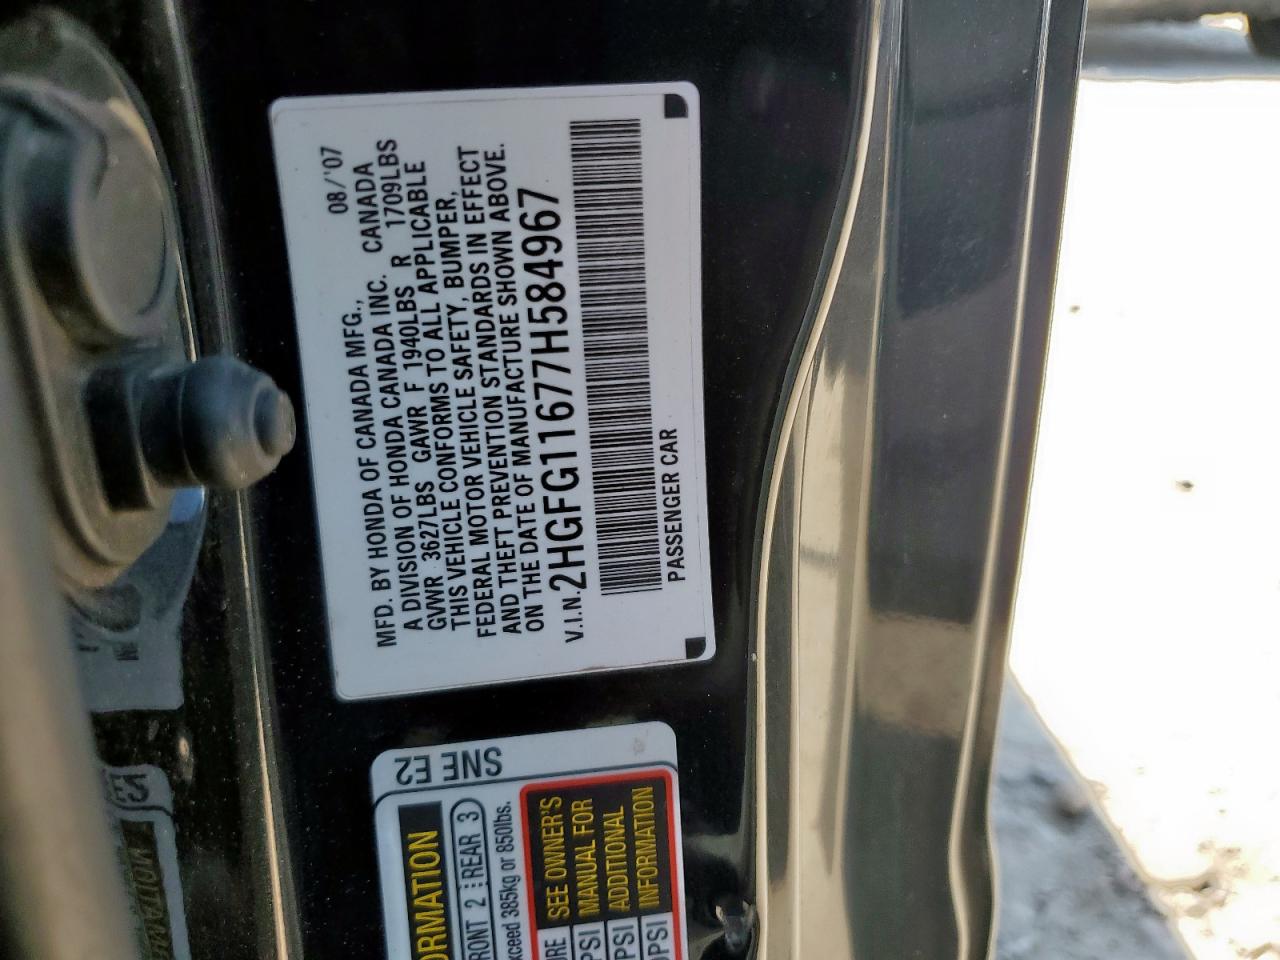 08/'07
MFD. BY HONDA OF CANADA MFG.,
A DIVISION OF HONDA CANADA INC. CANADA
GVWR 3627LBS GAWR F 1940LBS R 1709LBS
THIS VEHICLE CONFORMS TO ALL APPLICABLE
FEDERAL MOTOR VEHICLE SAFETY, BUMPER,
AND THEFT PREVENTION STANDARDS IN EFFECT
ON THE DATE OF MANUFACTURE SHOWN ABOVE.
V.I.N. 2HGFG11677H584967
PASSENGER CAR
SNE E2
ORMATION
RONT 2 REAR 3
xceed 385kg or 850lbs.
SEE OWNER'S
MANUAL FOR
ADDITIONAL
INFORMATION
URE
PSI
PSI
0PSI